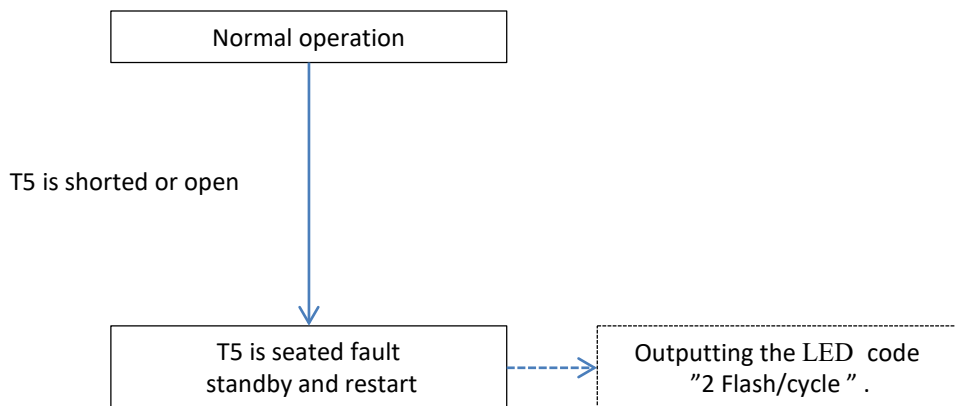 Normal operation
T5 is shorted or open
T5 is seated fault
standby and restart
Outputting the LED code
”2 Flash/cycle ” .